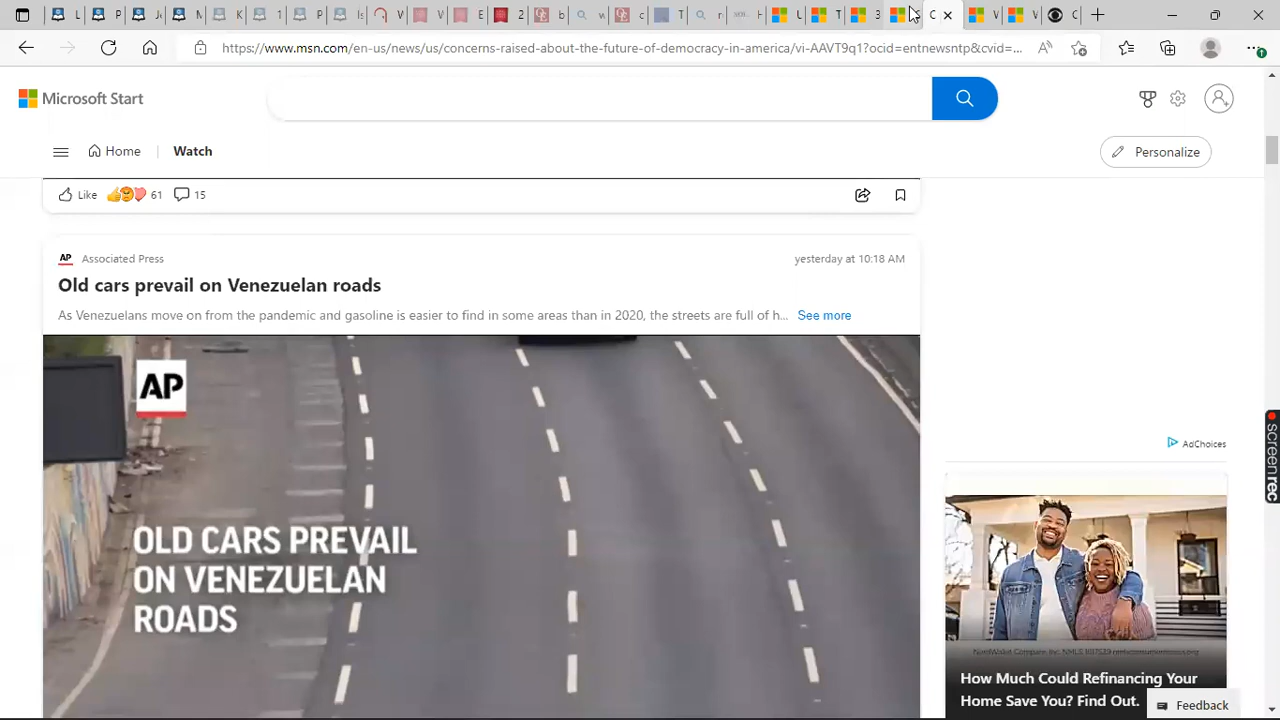 https://www.msn.com/en-us/news/us/concerns-raised-about-the-future-of-democracy-in-america/vi-AAVT9q1?ocid=entnewsntp&cvid=...
Microsoft Start
Home
Watch
Personalize
Like 61 15
AP Associated Press yesterday at 10:18 AM
Old cars prevail on Venezuelan roads
As Venezuelans move on from the pandemic and gasoline is easier to find in some areas than in 2020, the streets are full of h... See more
AP
OLD CARS PREVAIL
ON VENEZUELAN
ROADS
AdChoices
How Much Could Refinancing Your
Home Save You? Find Out.
Feedback
screenrec